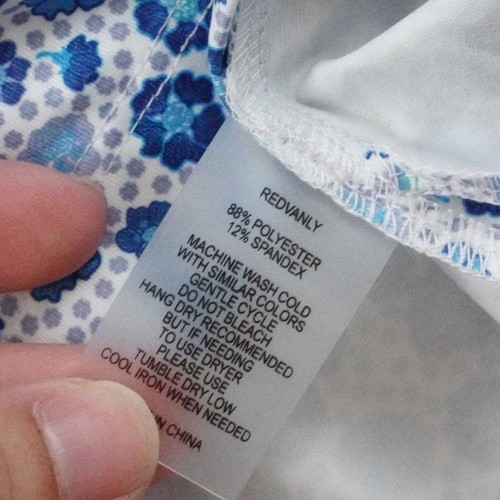 REDVANLY
88% POLYESTER
12% SPANDEX
MACHINE WASH COLD
WITH SIMILAR COLORS
GENTLE CYCLE
DO NOT BLEACH
HANG DRY RECOMMENDED
BUT IF NEEDING
TO USE DRYER
PLEASE USE
TUMBLE DRY LOW
COOL IRON WHEN NEEDED
IN CHINA